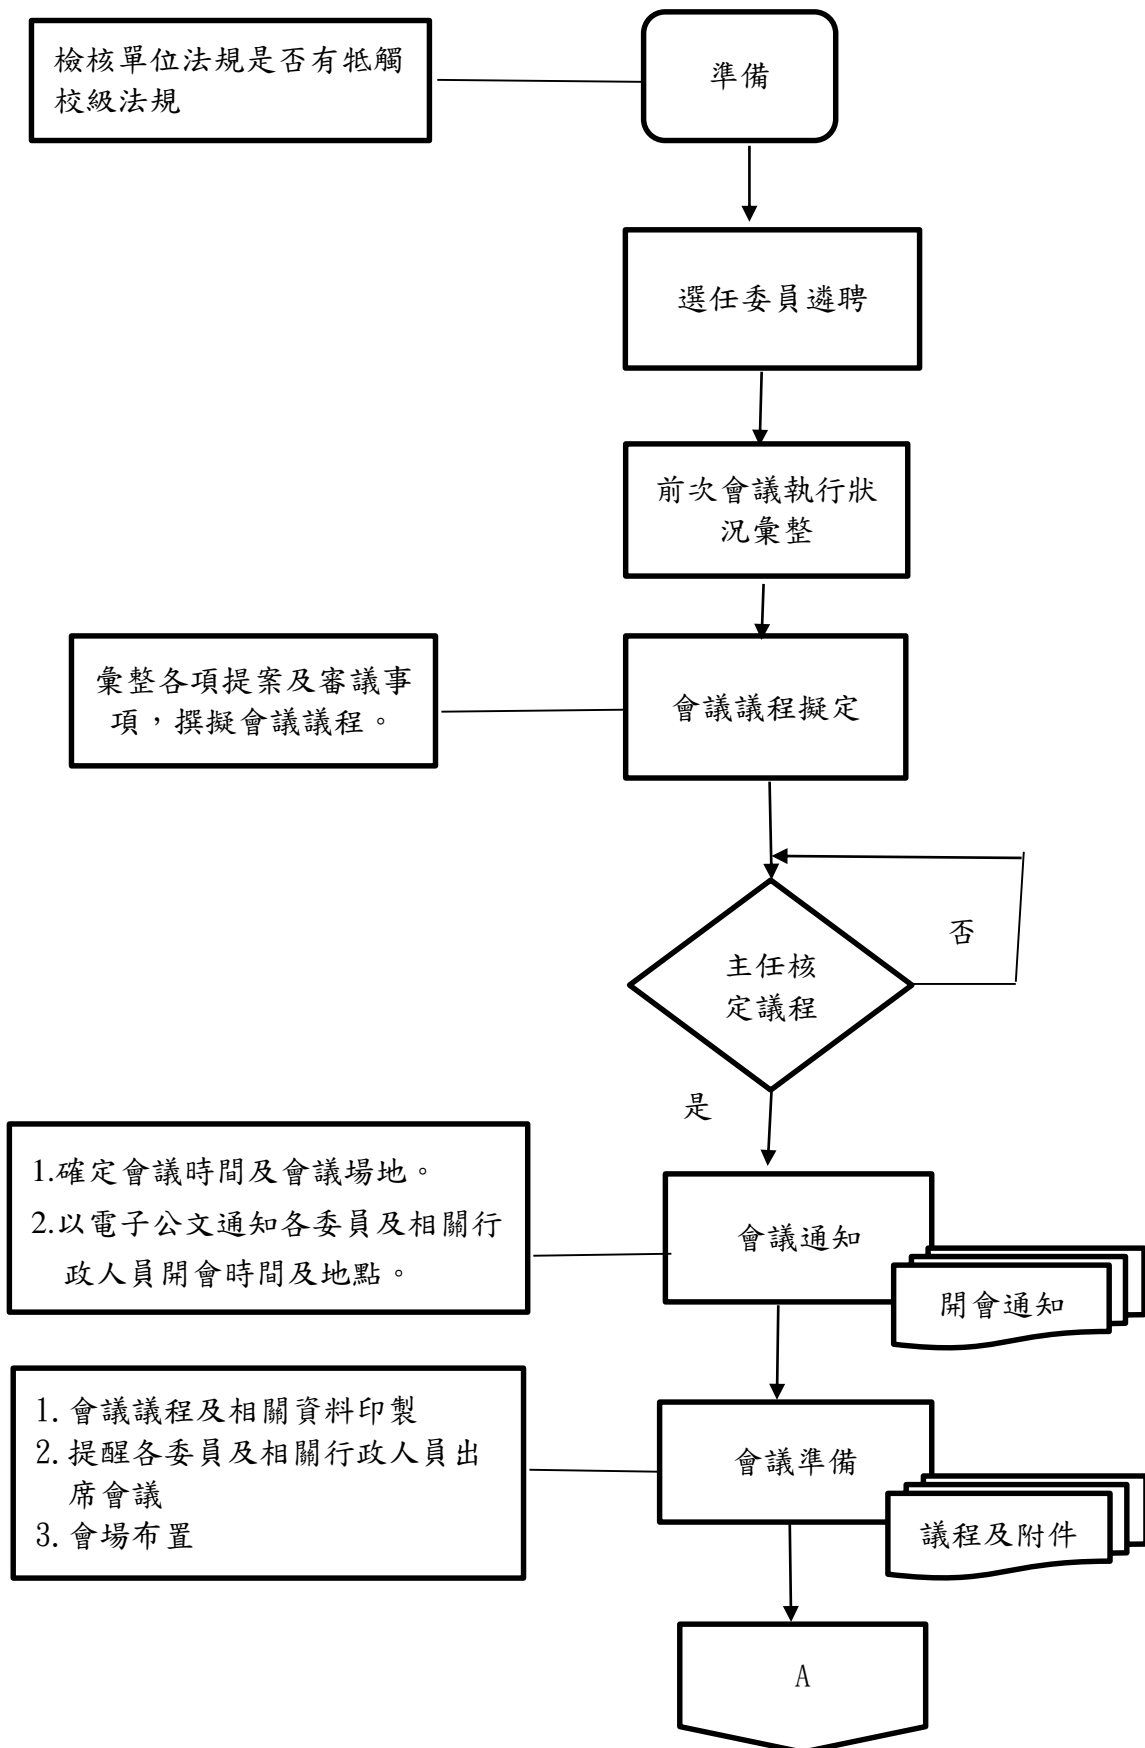 檢核單位法規是否有牴觸
校級法規
準備
選任委員遴聘
前次會議執行狀
況彙整
彙整各項提案及審議事
項，撰擬會議議程。
會議議程擬定
否
主任核
定議程
是
1.確定會議時間及會議場地。
2.以電子公文通知各委員及相關行
政人員開會時間及地點。
會議通知
開會通知
1. 會議議程及相關資料印製
2. 提醒各委員及相關行政人員出
席會議
3. 會場布置
會議準備
議程及附件
A